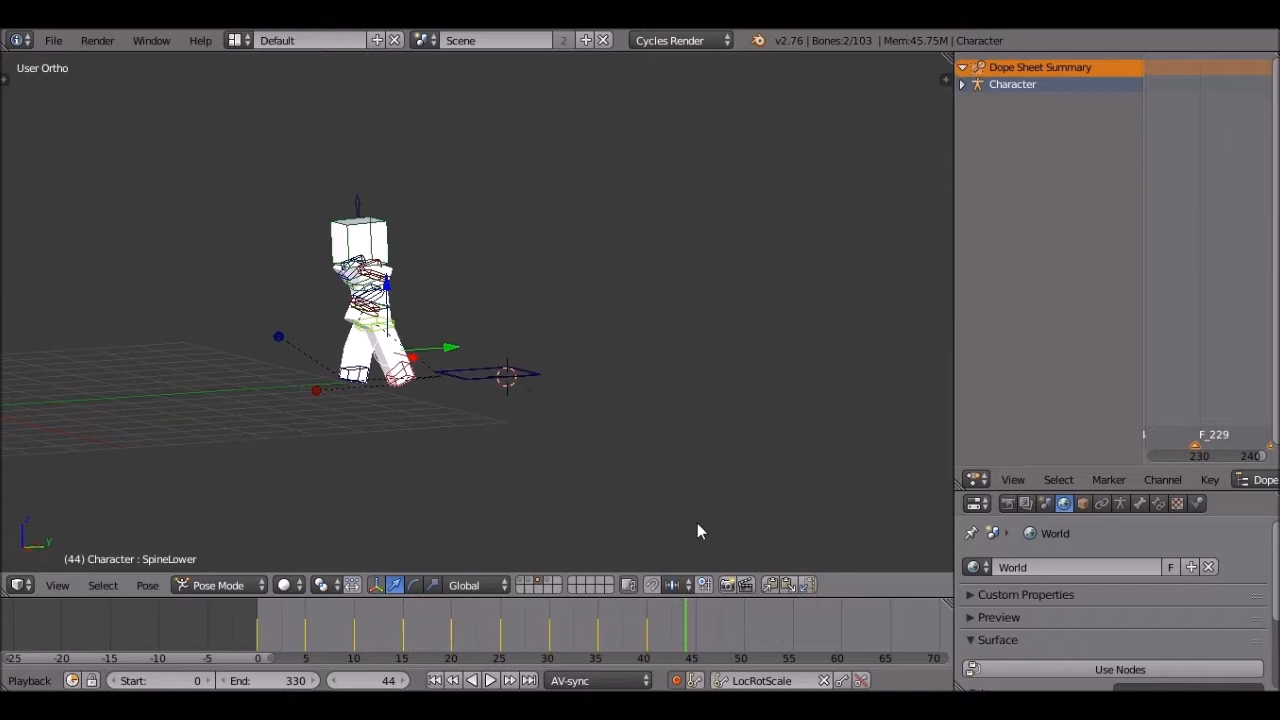 File Render Window Help Default Scene 2 Cycles Render v2.76 | Bones:2/103 | Mem:45.75M | Character
User Ortho
Dope Sheet Summary
Character
F_229
230 240
View Select Marker Channel Key Dope
World
World F
Custom Properties
Preview
Surface
Use Nodes
(44) Character : SpineLower
View Select Pose Pose Mode Global
-25 -20 -15 -10 -5 0 5 10 15 20 25 30 35 40 45 50 55 60 65 70
Playback Start: 0 End: 330 44 AV-sync LocRotScale
z
y